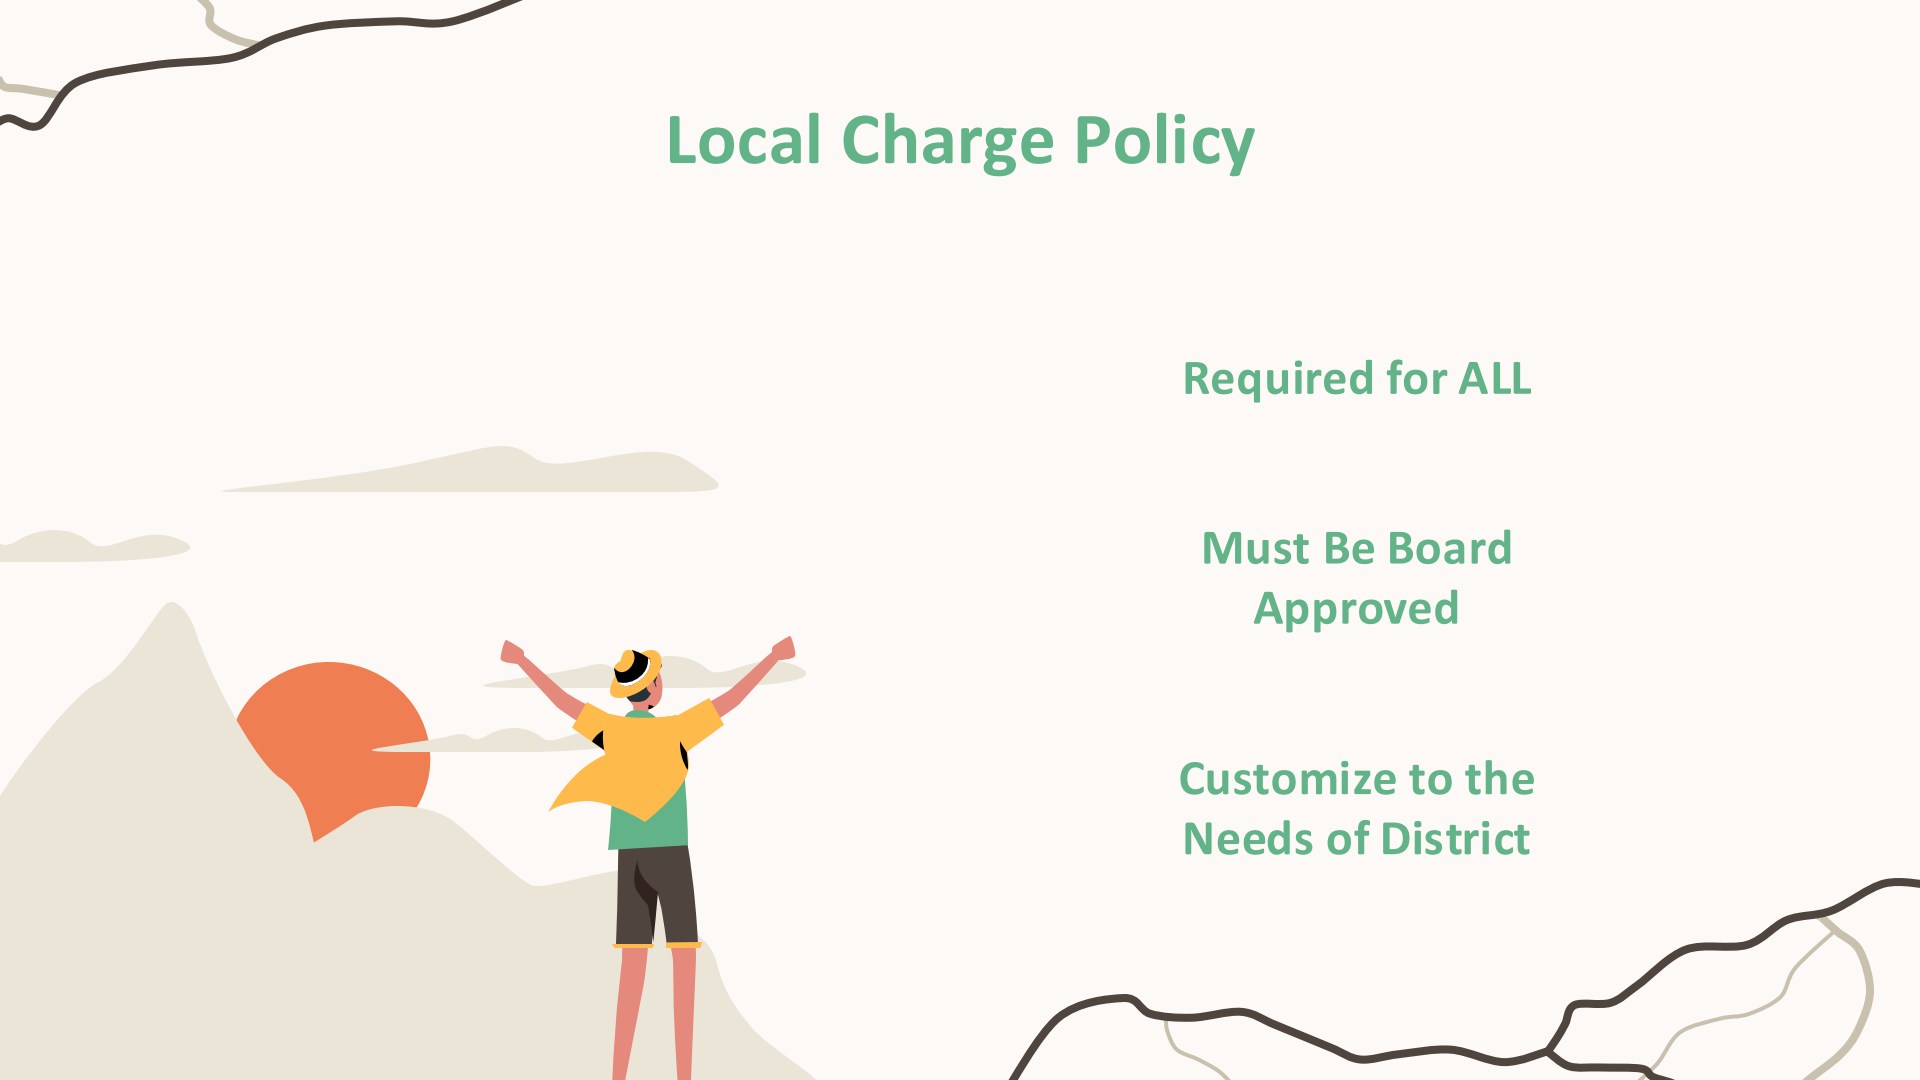 Local Charge Policy
Required for ALL
Must Be Board
Approved
Customize to the
Needs of District